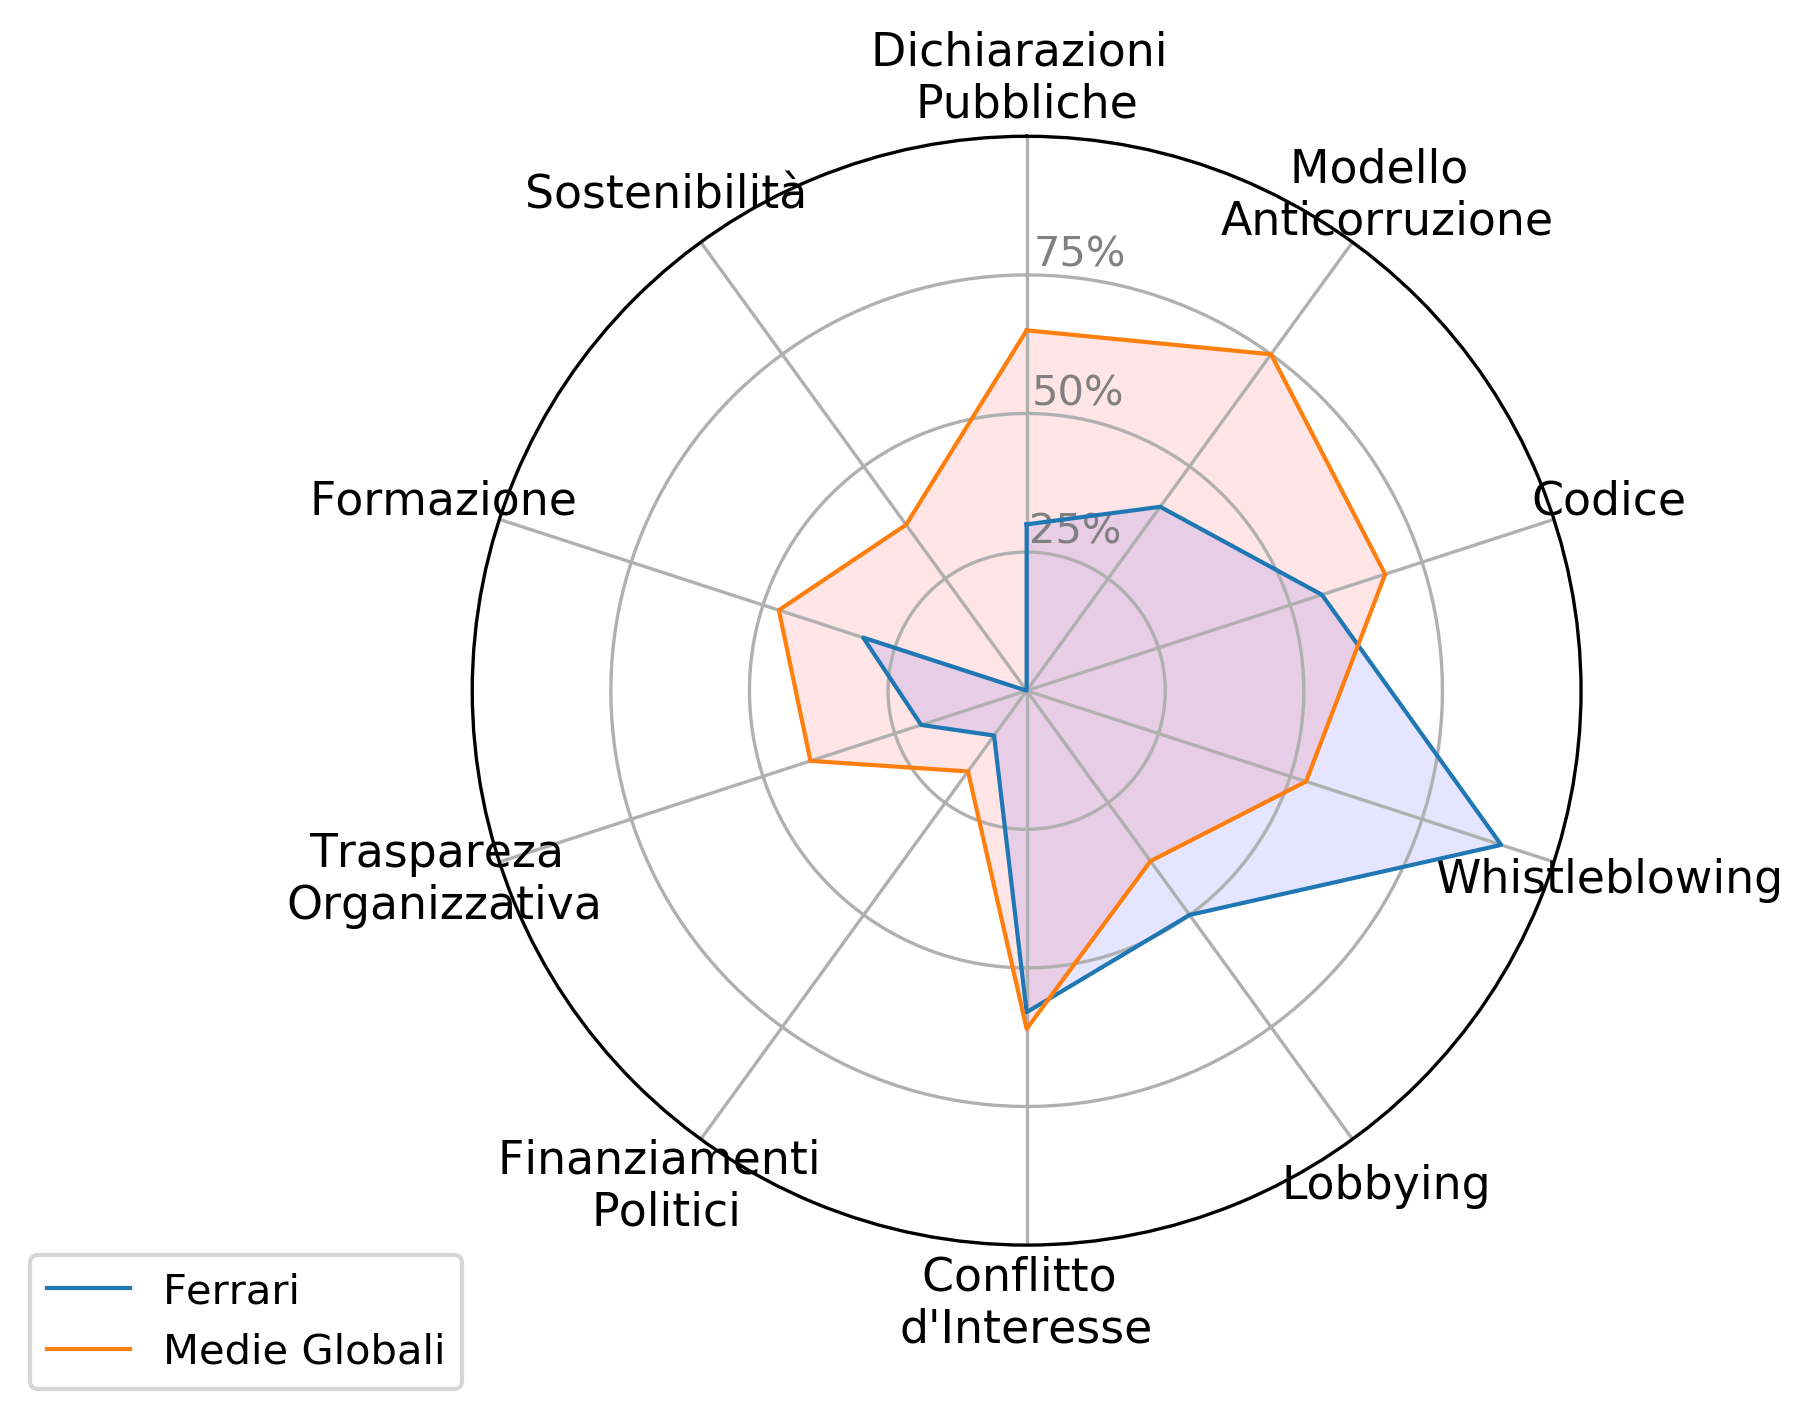 Dichiarazioni
Pubbliche
Modello
Anticorruzione
Sostenibilità
75%
50%
25%
Formazione
Codice
Traspareza
Organizzativa
Whistleblowing
Finanziamenti
Politici
Lobbying
Conflitto
d'Interesse
Ferrari
Medie Globali